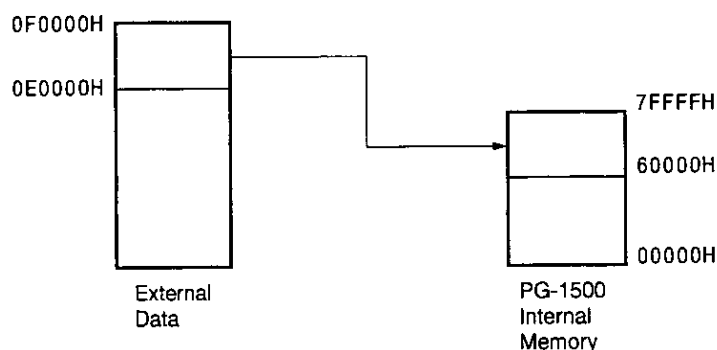 0F0000H
0E0000H
7FFFFH
60000H
00000H
External
Data
PG-1500
Internal
Memory